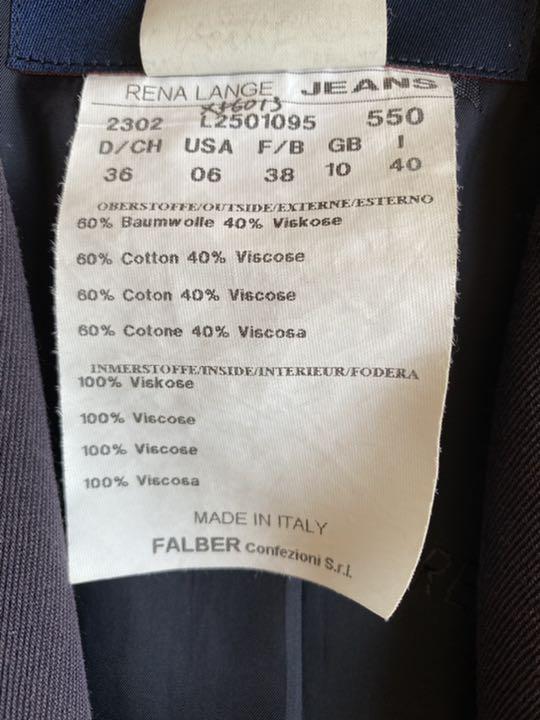 RENA LANGE JEANS
x16013
2302 L2501095 550
D/CH USA F/B GB I
36 06 38 10 40
OBERSTOFFE/OUTSIDE/EXTERNE/ESTERNO
60% Baumwolle 40% Viskose
60% Cotton 40% Viscose
60% Coton 40% Viscose
60% Cotone 40% Viscosa
INMERSTOFFE/INSIDE/INTERIEUR/FODERA
100% Viskose
100% Viscose
100% Viscose
100% Viscosa
MADE IN ITALY
FALBER Confezioni S.r.l.